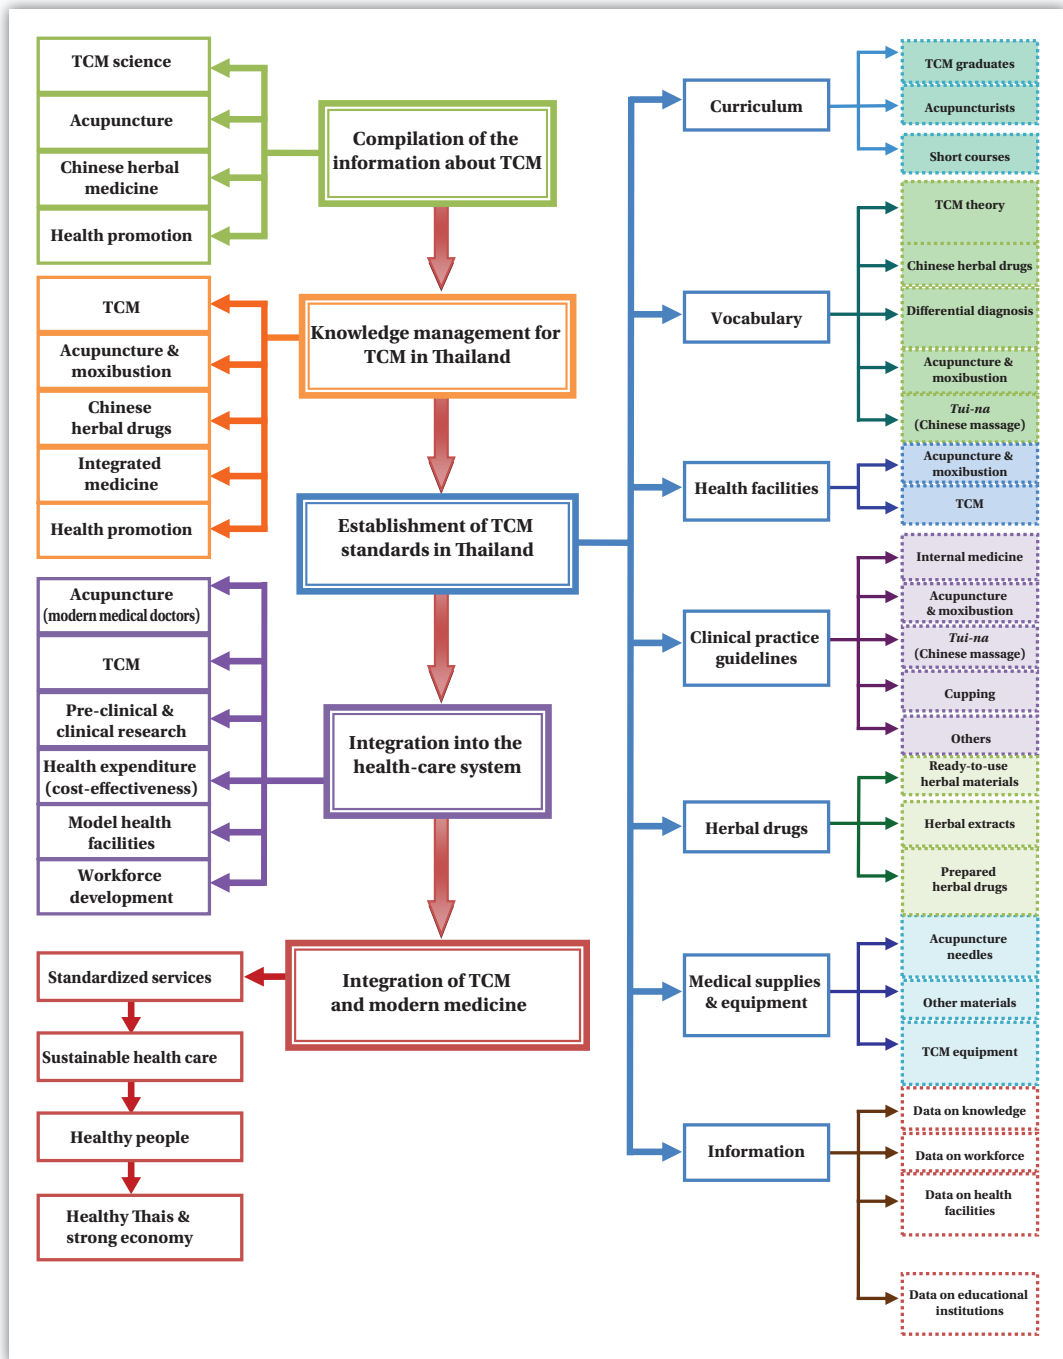 Compilation of the
information about TCM
TCM science
Acupuncture
Chinese herbal
medicine
Health promotion
Knowledge management for
TCM in Thailand
TCM
Acupuncture &
moxibustion
Chinese
herbal drugs
Integrated
medicine
Health promotion
Establishment of TCM
standards in Thailand
Curriculum
TCM graduates
Acupuncturists
Short courses
Vocabulary
TCM theory
Chinese herbal drugs
Differential diagnosis
Acupuncture &
moxibustion
Tui-na
(Chinese massage)
Health facilities
Acupuncture &
moxibustion
TCM
Clinical practice
guidelines
Internal medicine
Acupuncture
& moxibustion
Tui-na
(Chinese massage)
Cupping
Others
Herbal drugs
Ready-to-use
herbal materials
Herbal extracts
Prepared
herbal drugs
Medical supplies
& equipment
Acupuncture
needles
Other materials
TCM equipment
Information
Data on knowledge
Data on workforce
Data on health
facilities
Data on educational
institutions
Integration into the
health-care system
Acupuncture
(modern medical doctors)
TCM
Pre-clinical &
clinical research
Health expenditure
(cost-effectiveness)
Model health
facilities
Workforce
development
Integration of TCM
and modern medicine
Standardized services
Sustainable health care
Healthy people
Healthy Thais &
strong economy